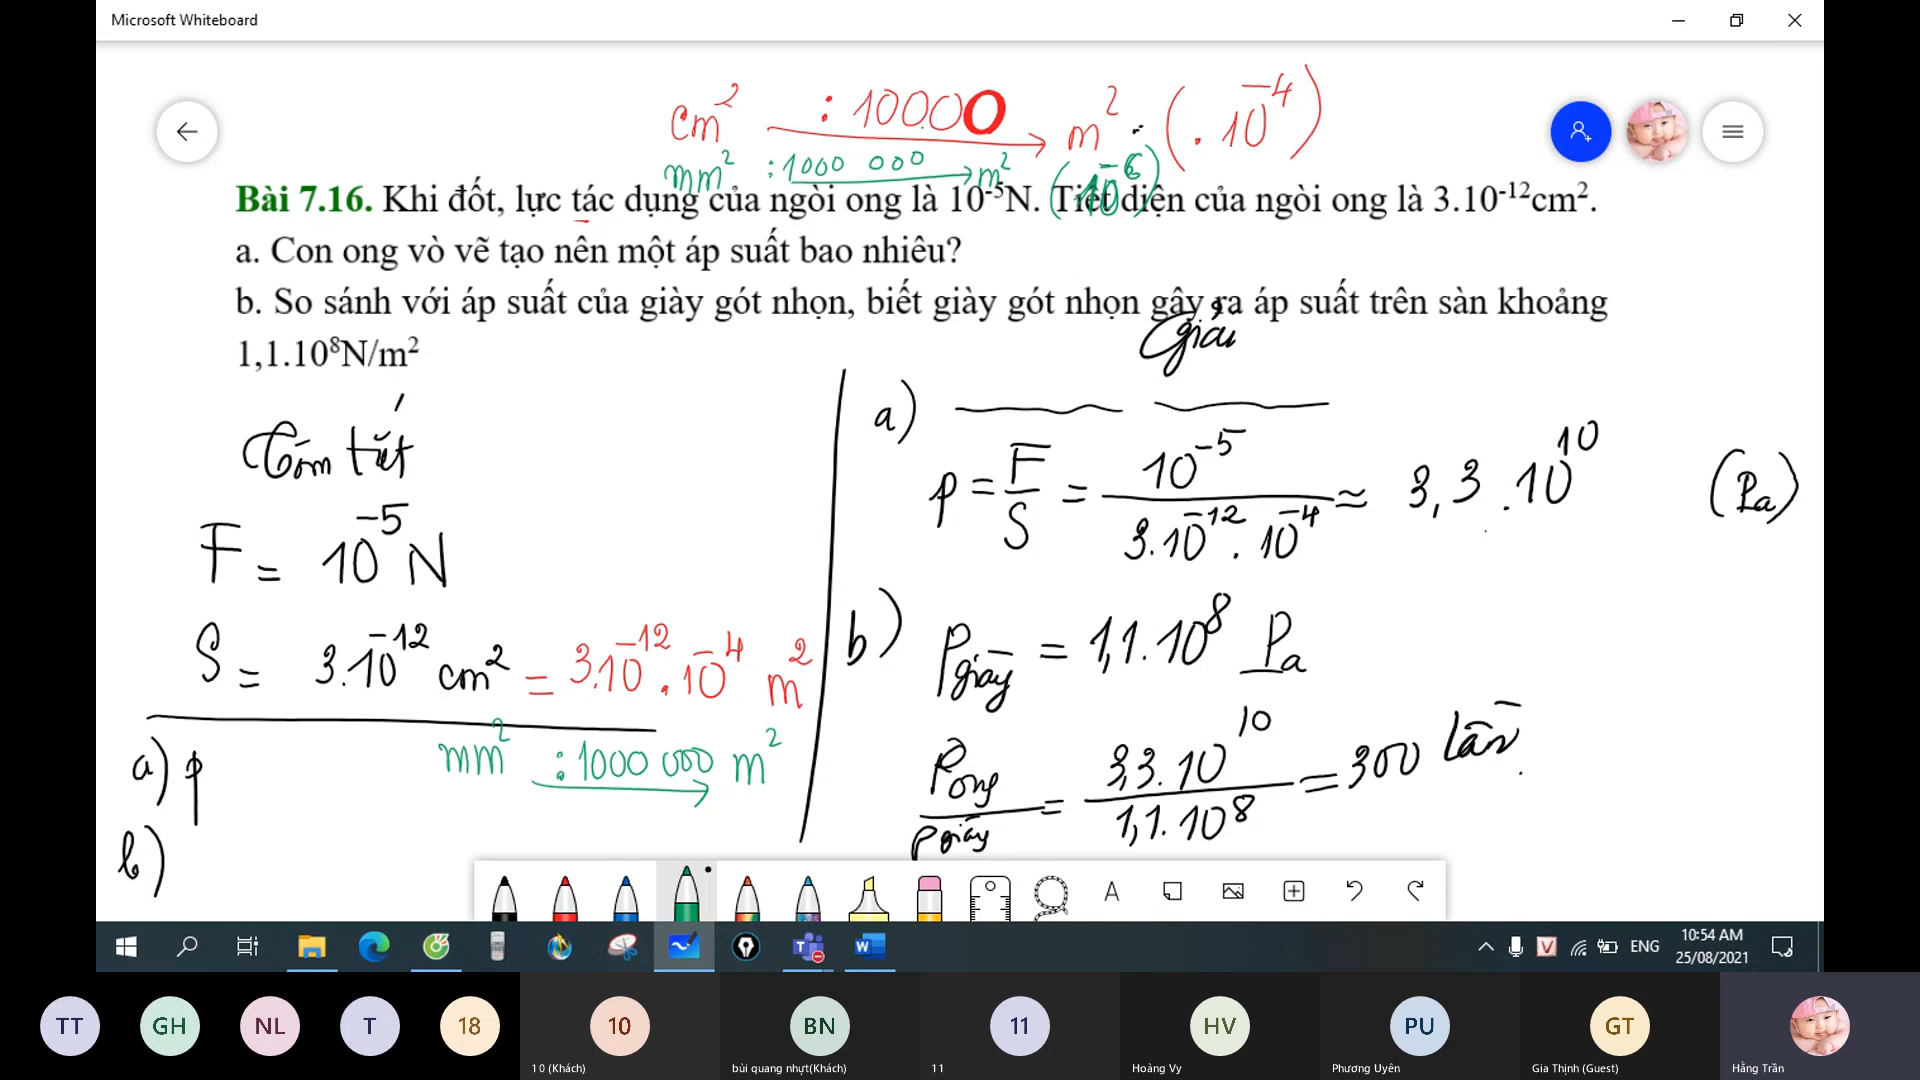 Microsoft Whiteboard
cm² : 10000 → m² : (. 10⁻⁴)
mm² : 1000 000 → m² (10⁻⁶)
Bài 7.16. Khi đốt, lực tác dụng của ngòi ong là 10⁻⁵N. Tiết diện của ngòi ong là 3.10⁻¹²cm².
a. Con ong vò vẽ tạo nên một áp suất bao nhiêu?
b. So sánh với áp suất của giày gót nhọn, biết giày gót nhọn gây ra áp suất trên sàn khoảng
1,1.10⁸N/m²
Giải
Tóm tắt
F = 10⁻⁵ N
S = 3.10⁻¹² cm² = 3.10⁻¹² . 10⁻⁴ m²
mm² : 1000 000 → m²
a) p
b)
a)
p = F/S = 10⁻⁵ / 3.10⁻¹² . 10⁻⁴ ≈ 3,3 . 10¹⁰ (Pa)
b) P giày = 1,1.10⁸ Pa
P ong / P giày = 3,3.10¹⁰ / 1,1.10⁸ = 300 lần.
A
ENG
10:54 AM
25/08/2021
TT
GH
NL
T
18
10
10 (Khách)
BN
bùi quang nhựt(Khách)
11
11
HV
Hoàng Vy
PU
Phương Uyên
GT
Gia Thịnh (Guest)
Hằng Trần